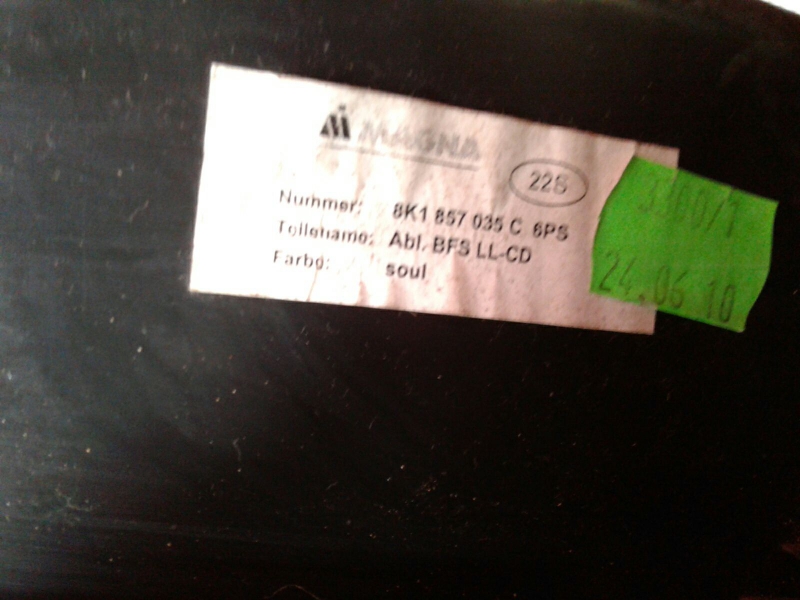 MAGNA
22S
Nummer: 8K1 857 035 C 6PS
Teilename: Abl. BFS LL-CD
Farbe: soul
24.06 10